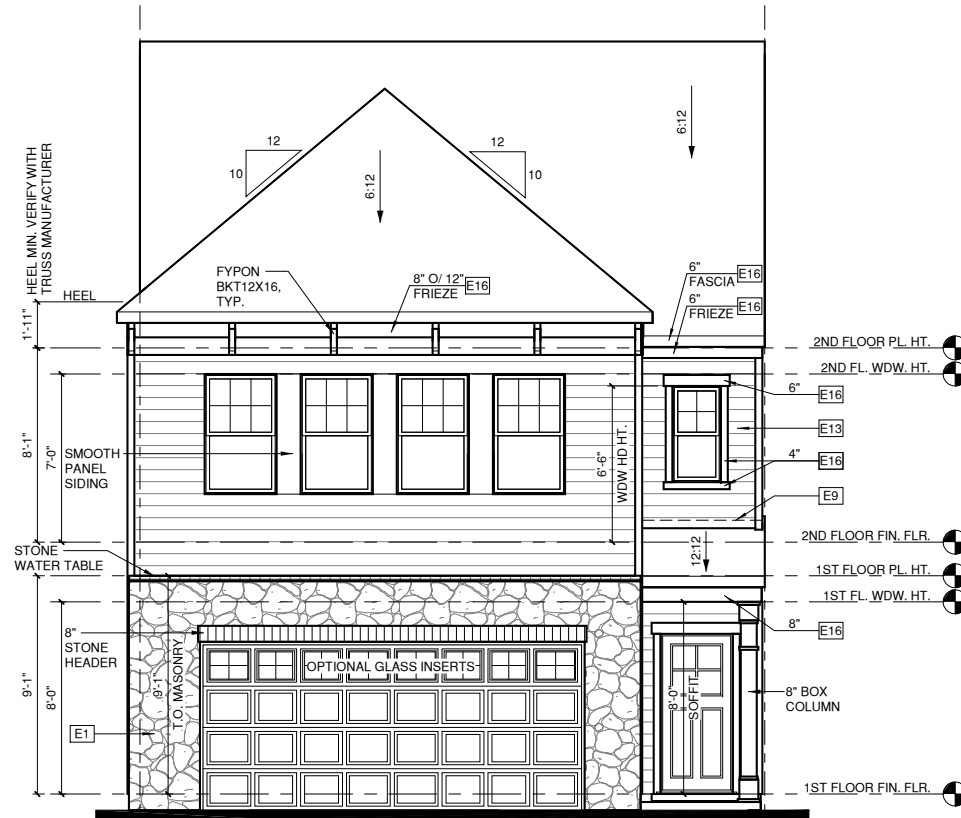 12
10
12
10
6:12
6:12
HEEL MIN. VERIFY WITH
TRUSS MANUFACTURER
HEEL
1'-11"
FYPON
BKT12X16,
TYP.
8" O/ 12"
FRIEZE
E16
6"
FASCIA
E16
6"
FRIEZE
E16
2ND FLOOR PL. HT.
2ND FL. WDW. HT.
6"
E16
E13
4"
E16
E9
8'-1"
7'-0"
SMOOTH
PANEL
SIDING
6'-6"
WDW HD HT.
2ND FLOOR FIN. FLR.
12:12
STONE
WATER TABLE
1ST FLOOR PL. HT.
1ST FL. WDW. HT.
8"
E16
8"
STONE
HEADER
OPTIONAL GLASS INSERTS
9'-1"
8'-0"
9'-1"
T.O. MASONRY
8'-0"
SOFFIT
8" BOX
COLUMN
E1
1ST FLOOR FIN. FLR.